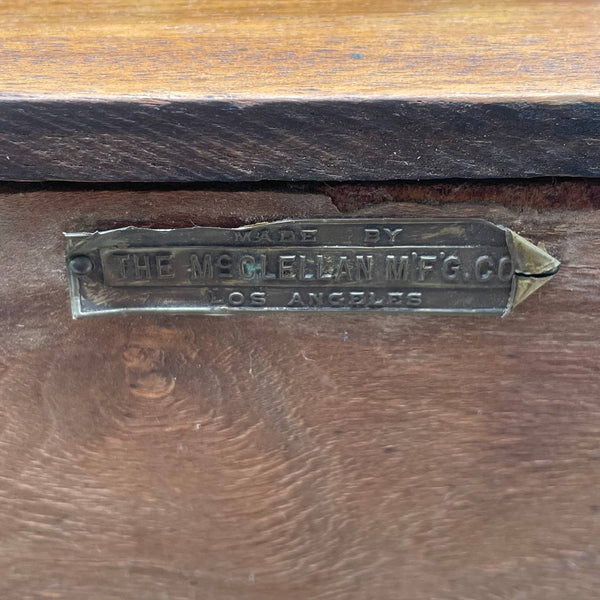 MADE BY
THE McCLELLAN M'F'G. CO
LOS ANGELES